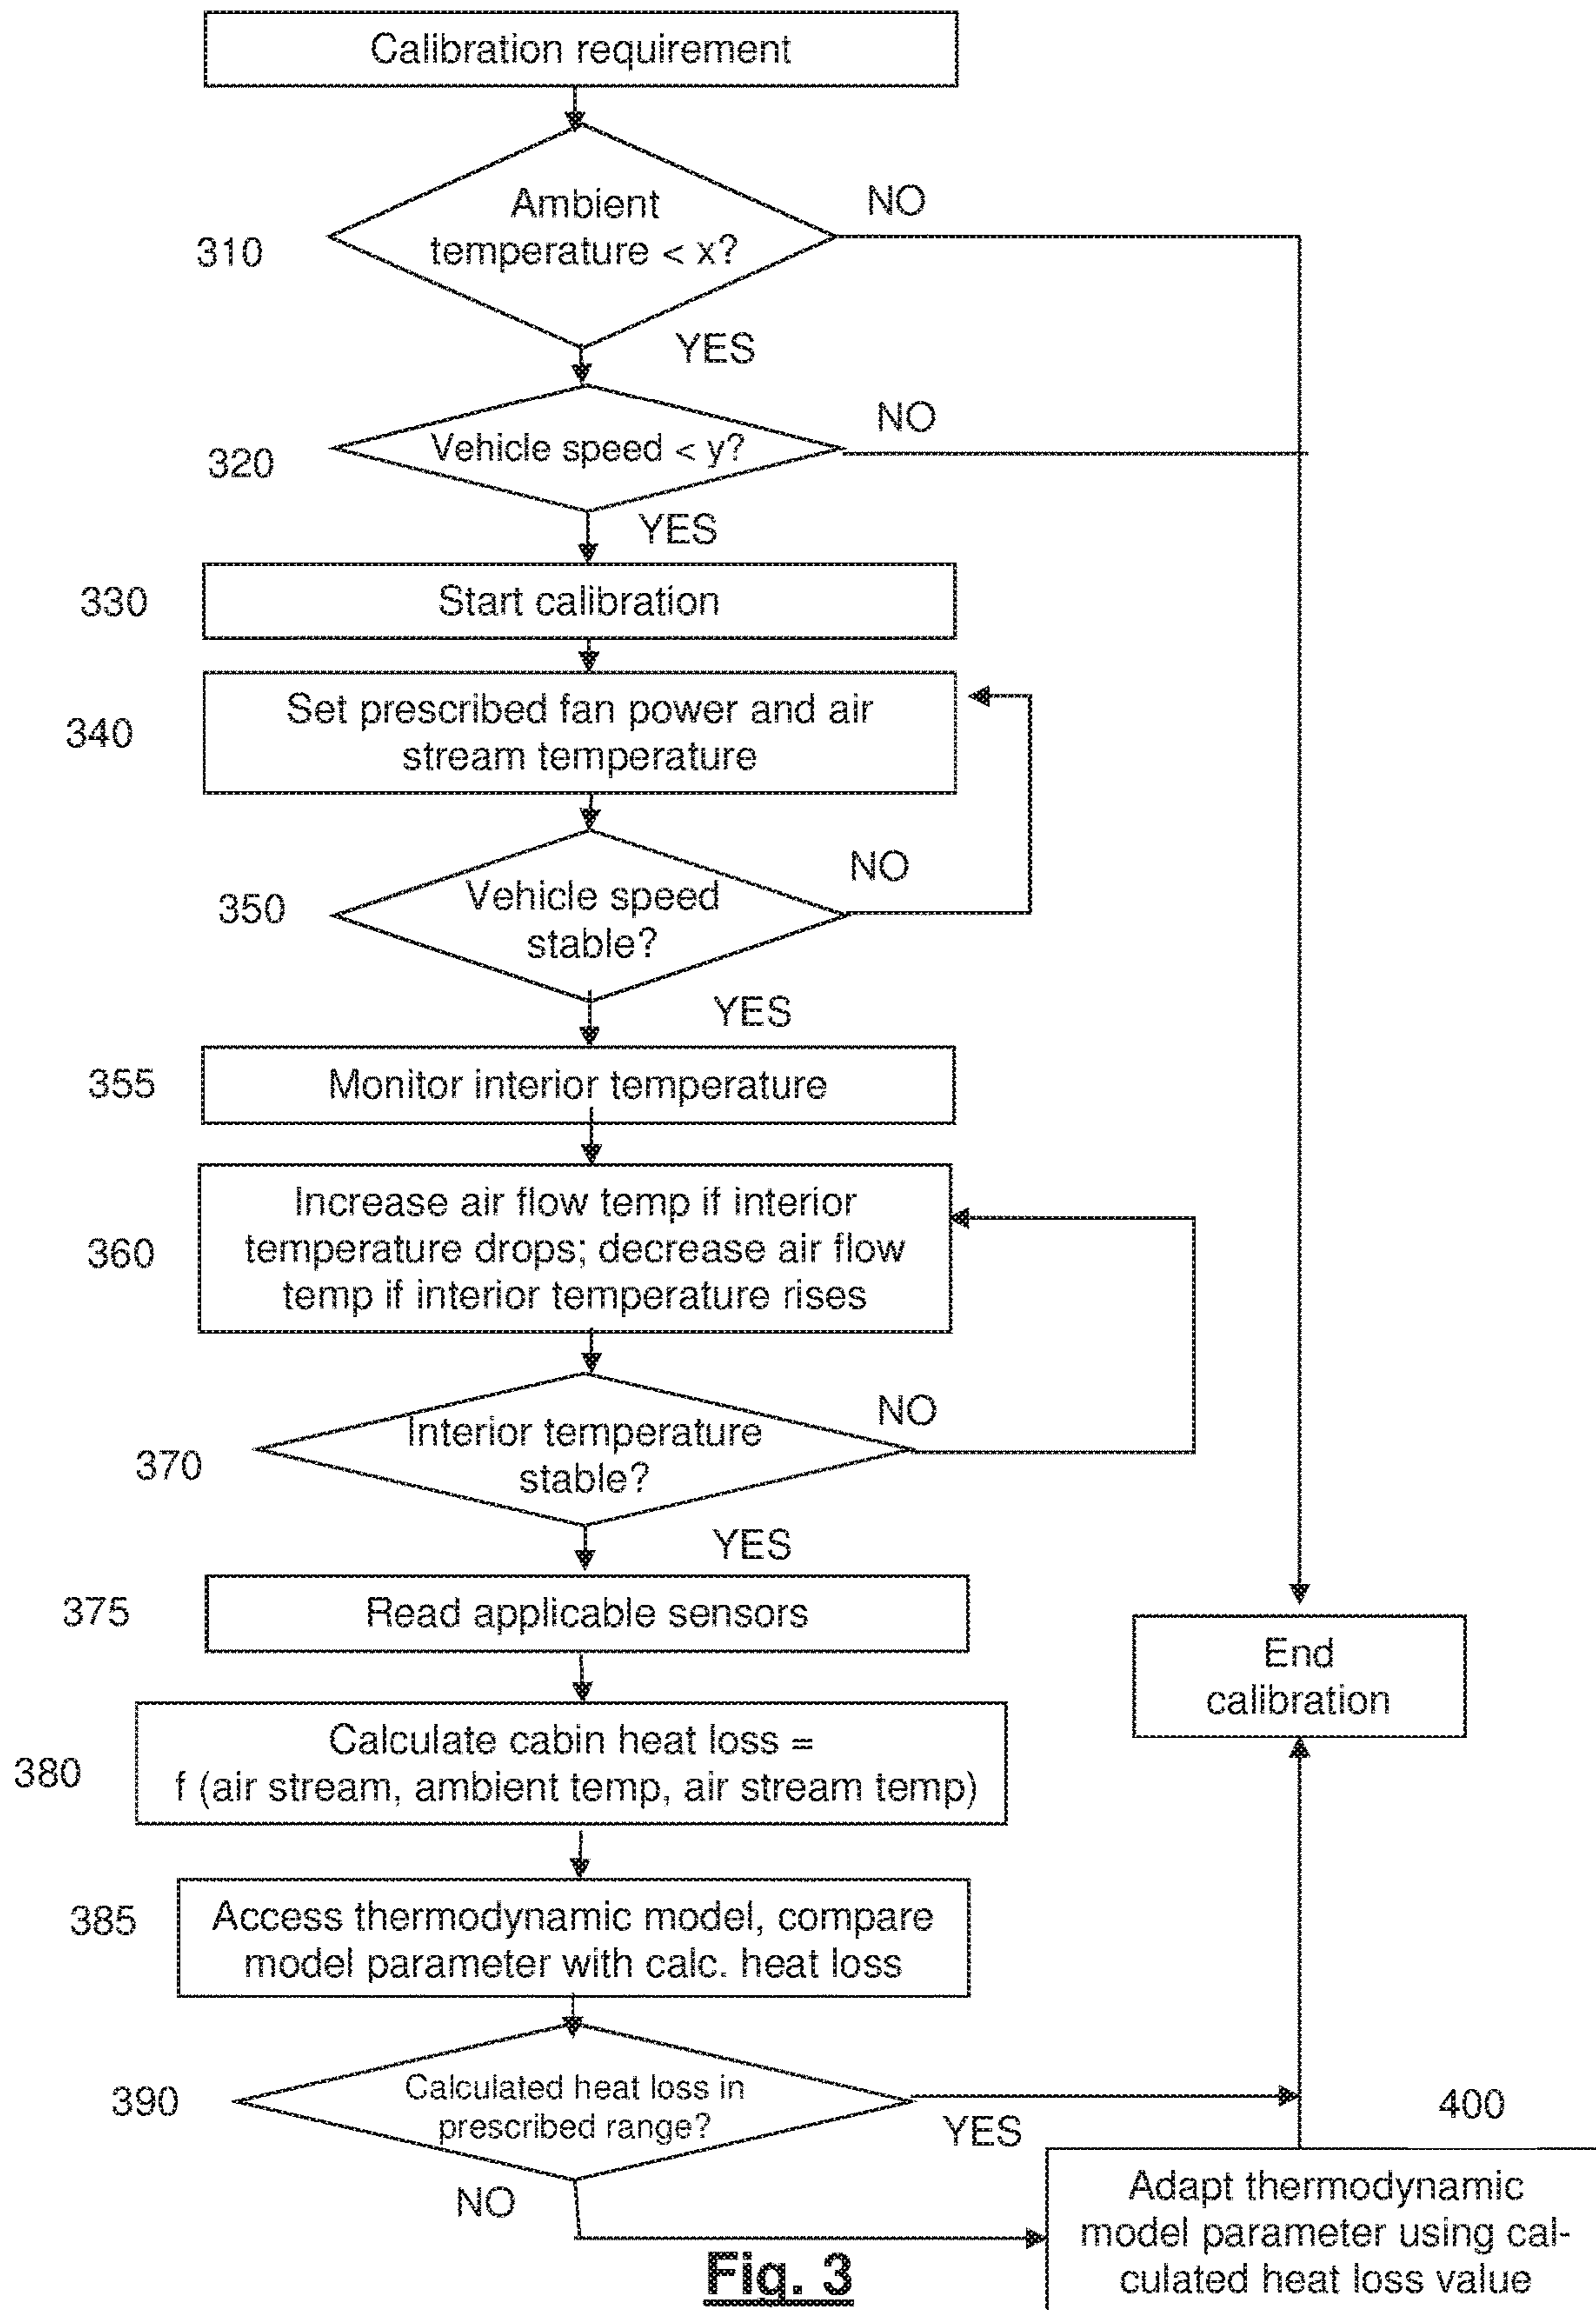 Calibration requirement
Ambient
temperature < x?
NO
310
YES
Vehicle speed < y?
NO
320
YES
330
Start calibration
340
Set prescribed fan power and air
stream temperature
NO
350
Vehicle speed
stable?
YES
355
Monitor interior temperature
360
Increase air flow temp if interior
temperature drops; decrease air flow
temp if interior temperature rises
NO
370
Interior temperature
stable?
YES
375
Read applicable sensors
End
calibration
380
Calculate cabin heat loss =
f (air stream, ambient temp, air stream temp)
385
Access thermodynamic model, compare
model parameter with calc. heat loss
390
Calculated heat loss in
prescribed range?
YES
400
NO
Adapt thermodynamic
model parameter using cal-
culated heat loss value
Fig. 3